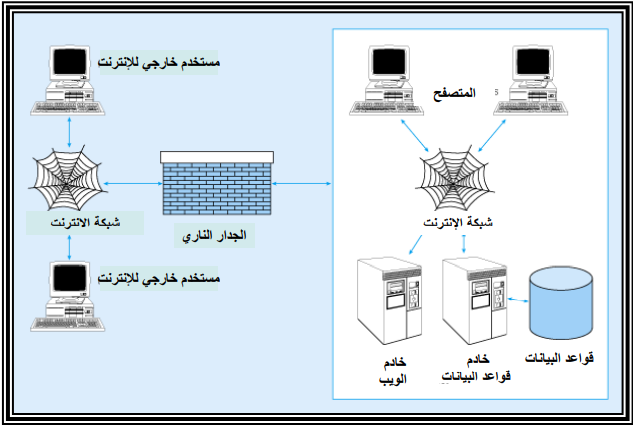 مستخدم خارجي للإنترنت
المتصفح
s
شبكة الانترنت
الجدار الناري
شبكة الإنترنت
مستخدم خارجي للإنترنت
خادم
الويب
خادم
قواعد البيانات
قواعد البيانات